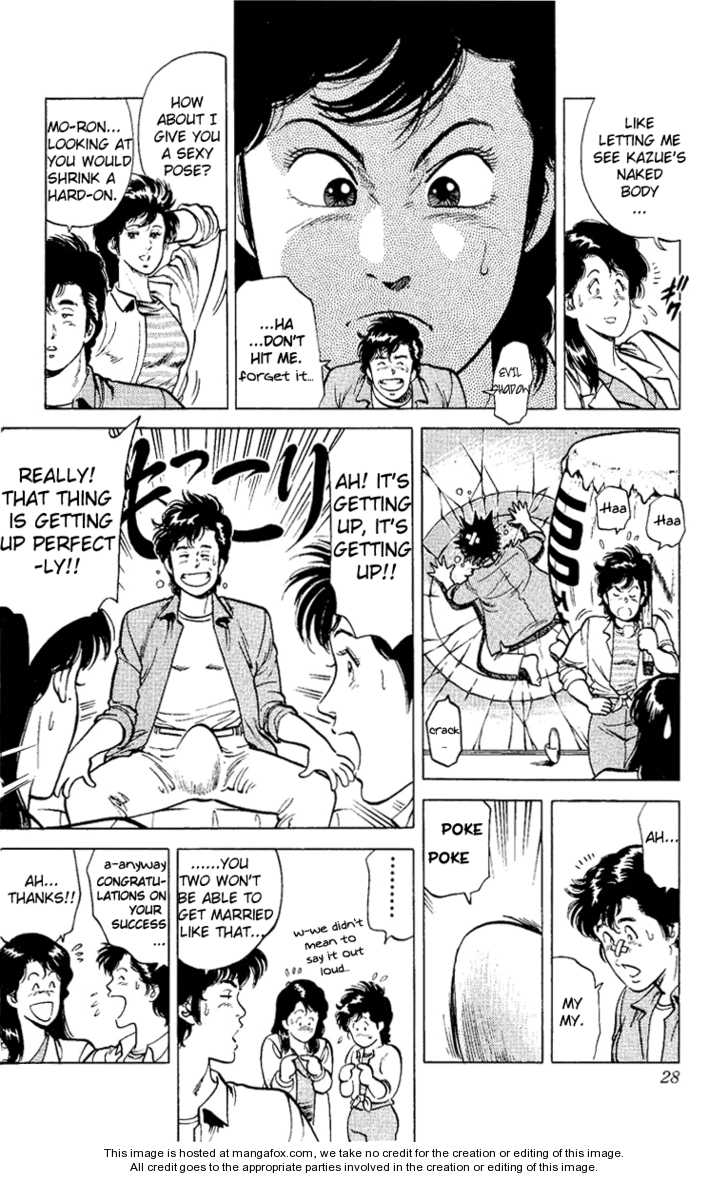 LIKE
LETTING ME
SEE KAZUE'S
NAKED
BODY
...
EVIL
SHADOW
...HA
...DON'T
HIT ME.
forget it...
HOW
ABOUT I
GIVE YOU
A SEXY
POSE?
MO-RON...
LOOKING AT
YOU WOULD
SHRINK A
HARD-ON.
Haa
Haa
100t
crack
..
AH! IT'S
GETTING
UP, IT'S
GETTING
UP!!
もっこり
REALLY!
THAT THING
IS GETTING
UP PERFECT
-LY!!
AH...
MY
MY.
POKE
POKE
........
w-we didn't
mean to
say it out
loud...
......YOU
TWO WON'T
BE ABLE TO
GET MARRIED
LIKE THAT...
a-anyway
CONGRATU-
LATIONS ON
YOUR
SUCCESS
...
AH...
THANKS!!
28
This image is hosted at mangafox.com, we take no credit for the creation or editing of this image.
All credit goes to the appropriate parties involved in the creation or editing of this image.